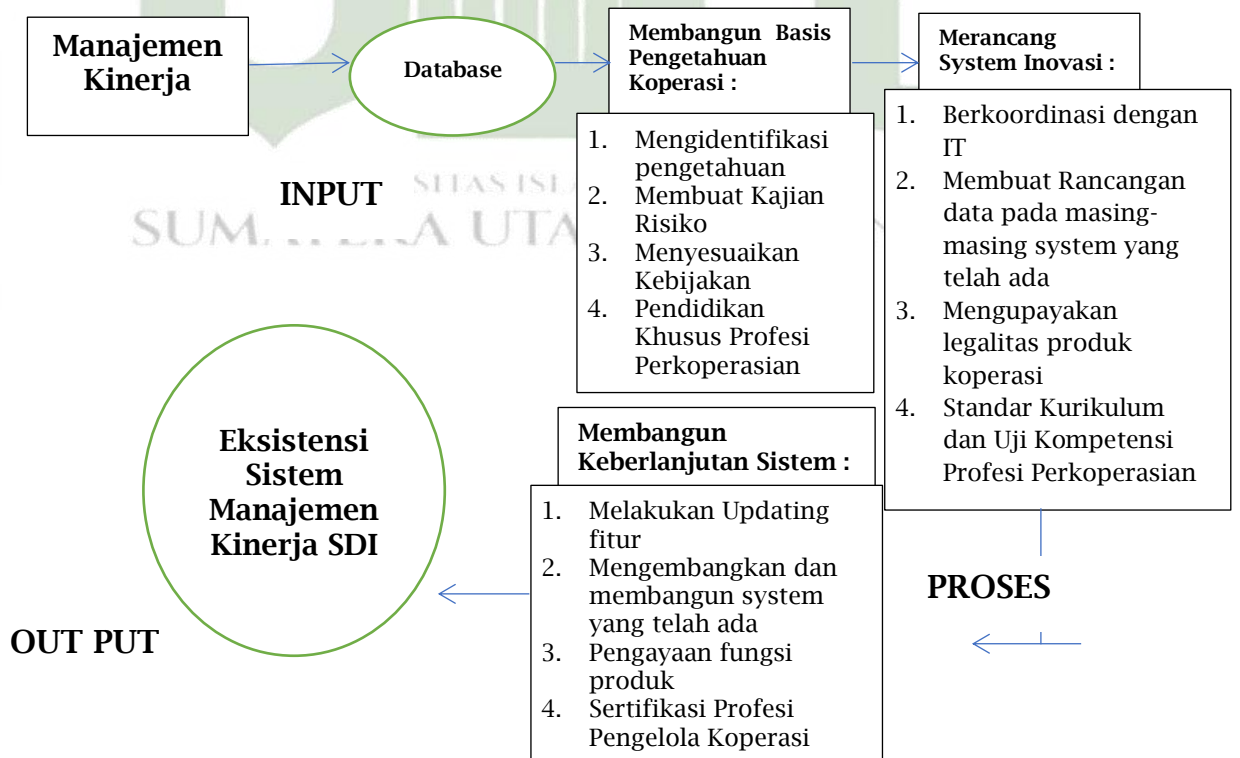 Manajemen
Kinerja
Database
Membangun Basis
Pengetahuan
Koperasi :
1. Mengidentifikasi
pengetahuan
2. Membuat Kajian
Risiko
3. Menyesuaikan
Kebijakan
4. Pendidikan
Khusus Profesi
Perkoperasian
Merancang
System Inovasi :
1. Berkoordinasi dengan
IT
2. Membuat Rancangan
data pada masing-
masing system yang
telah ada
3. Mengupayakan
legalitas produk
koperasi
4. Standar Kurikulum
dan Uji Kompetensi
Profesi Perkoperasian
INPUT
PROSES
Membangun
Keberlanjutan Sistem :
1. Melakukan Updating
fitur
2. Mengembangkan dan
membangun system
yang telah ada
3. Pengayaan fungsi
produk
4. Sertifikasi Profesi
Pengelola Koperasi
Eksistensi
Sistem
Manajemen
Kinerja SDI
OUT PUT